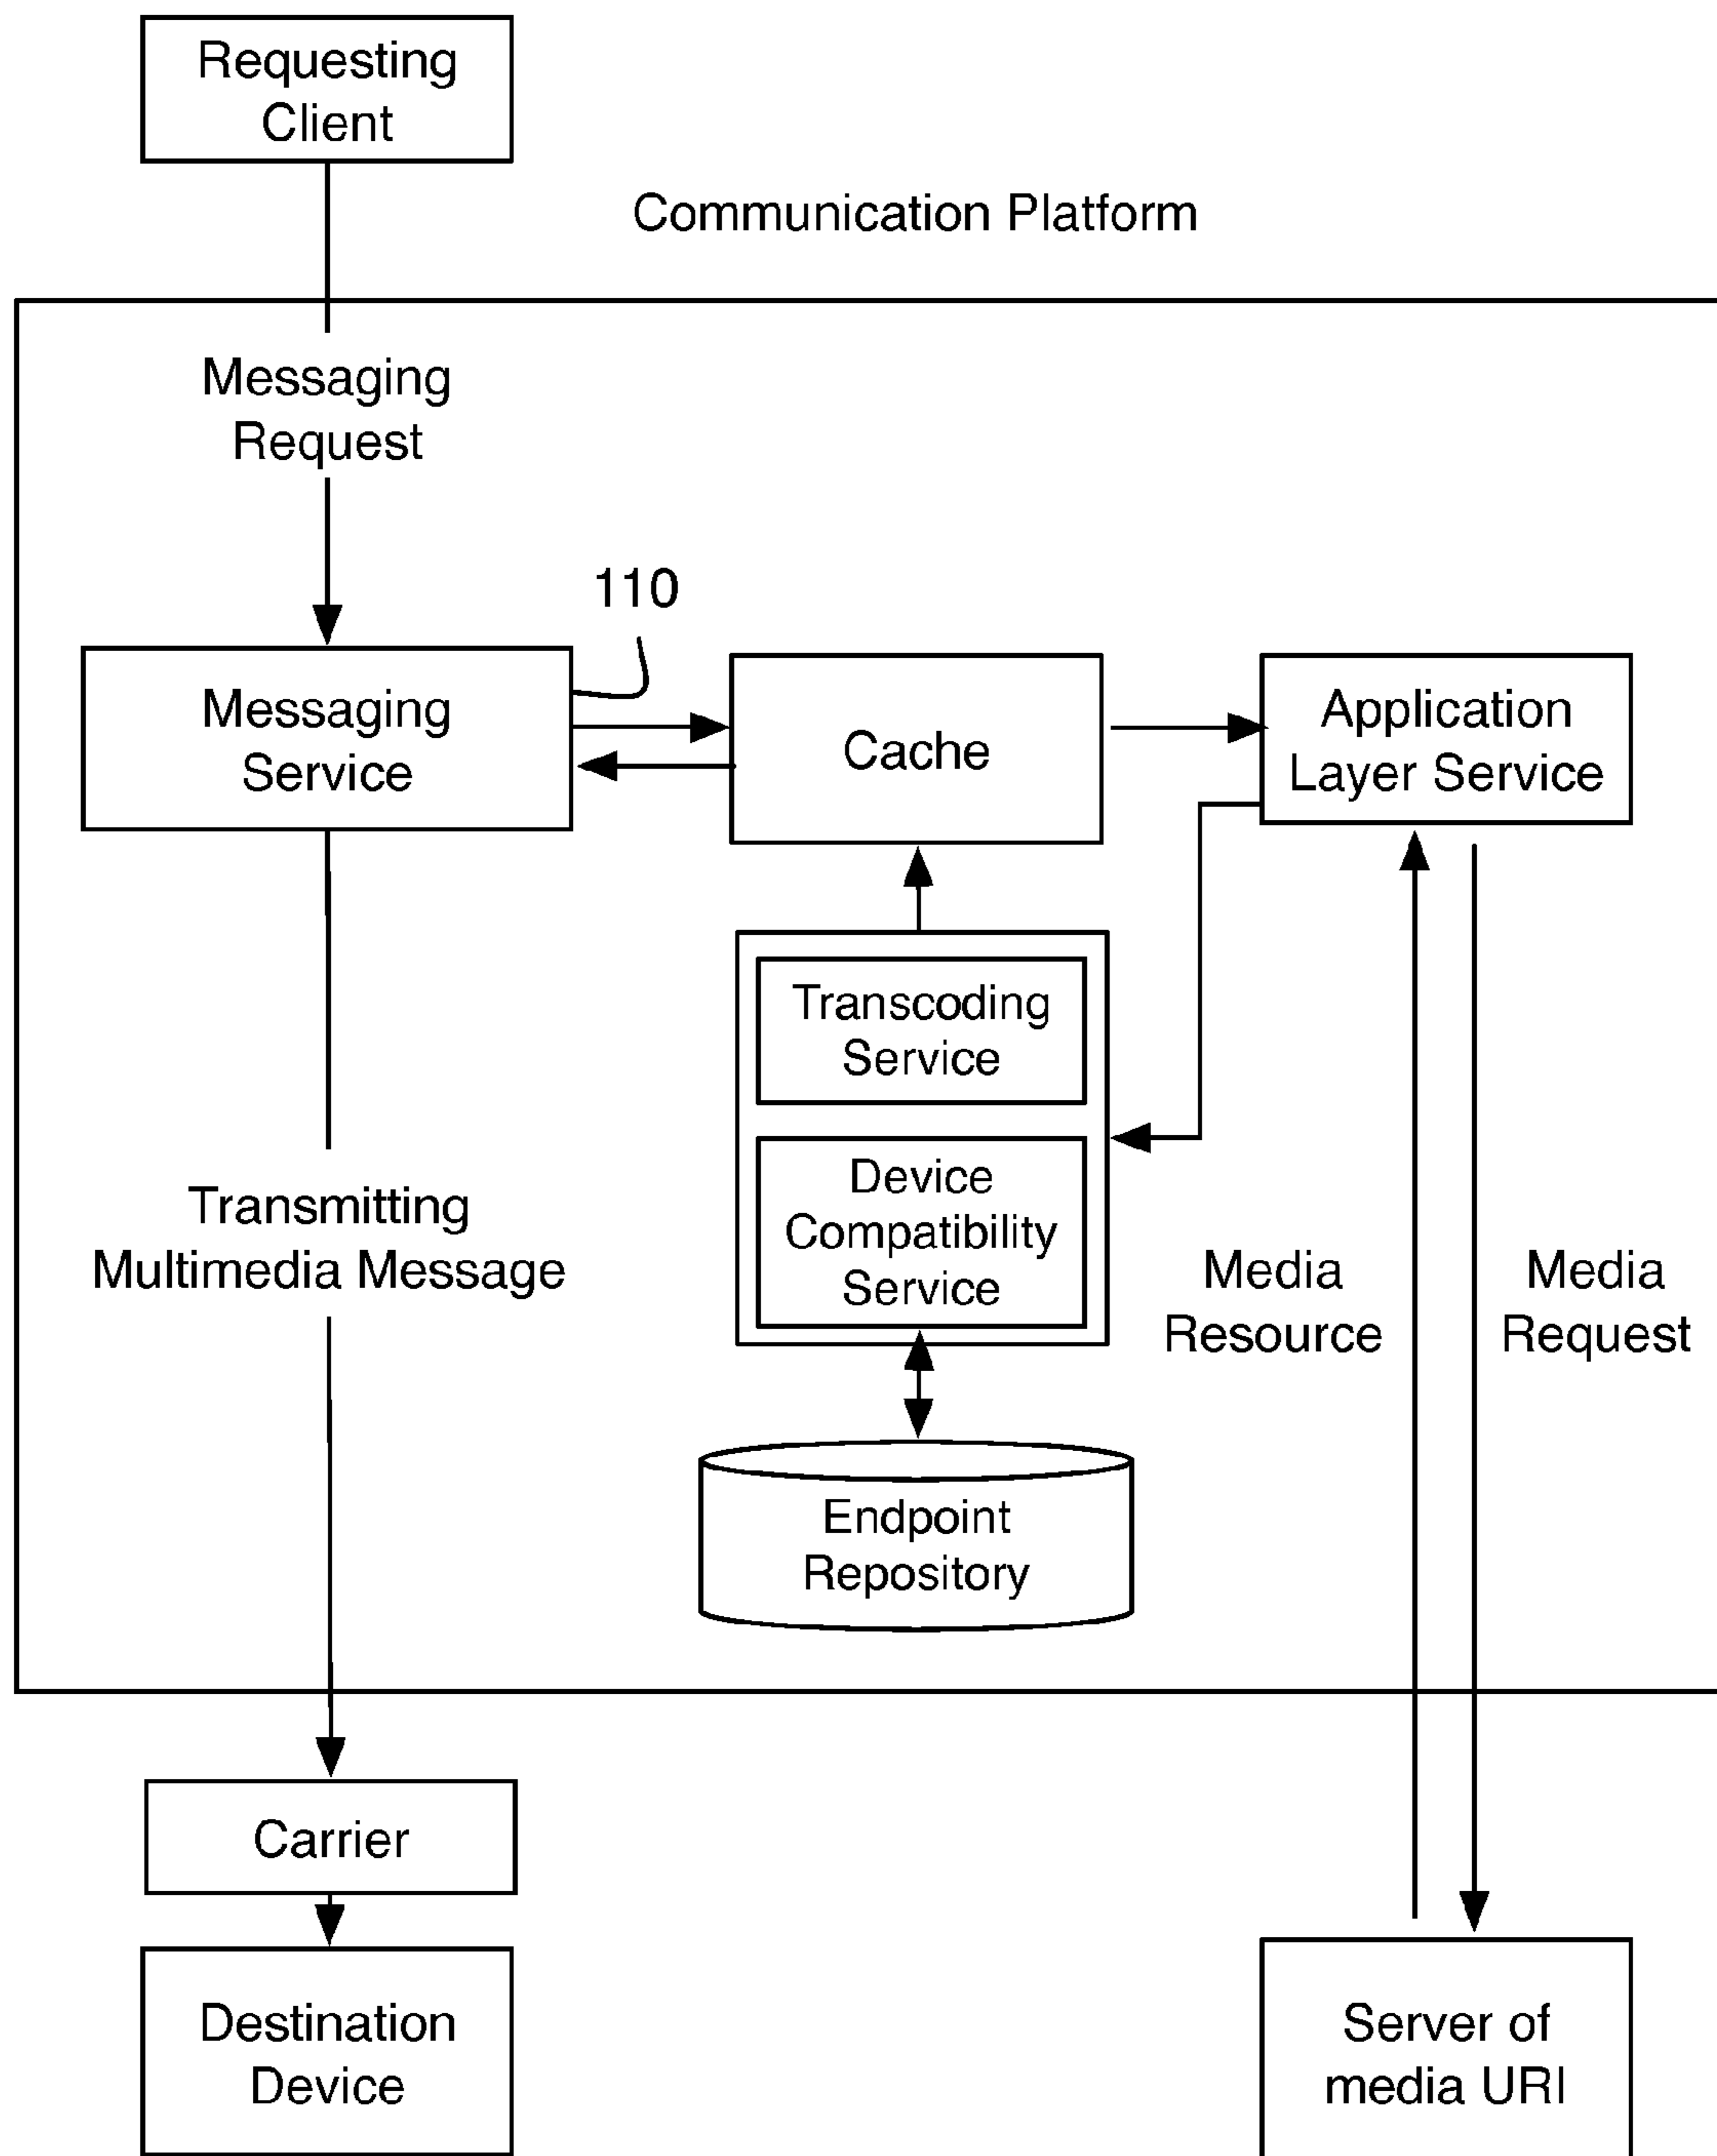 Requesting
Client
Communication Platform
Messaging
Request
110
Messaging
Service
Cache
Application
Layer Service
Transcoding
Service
Device
Compatibility
Service
Transmitting
Multimedia Message
Media
Resource
Media
Request
Endpoint
Repository
Carrier
Destination
Device
Server of
media URI